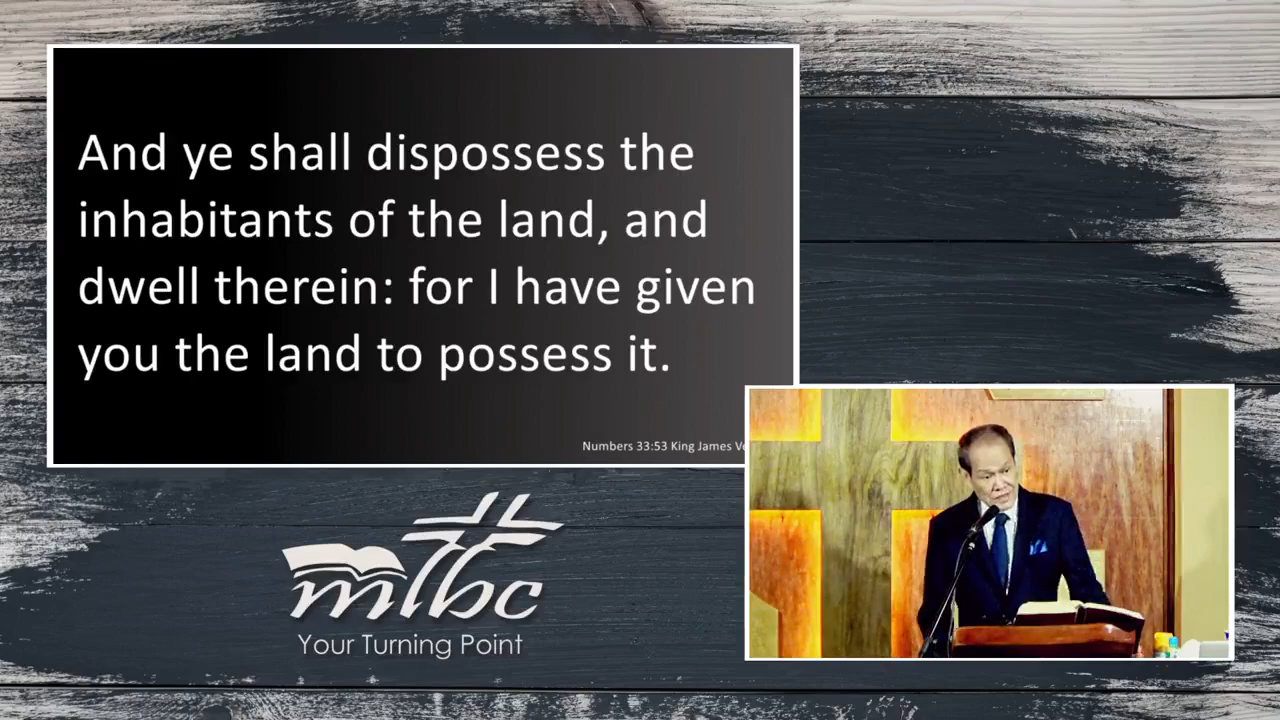 And ye shall dispossess the
inhabitants of the land, and
dwell therein: for I have given
you the land to possess it.
Numbers 33:53 King James
mlbc
Your Turning Point